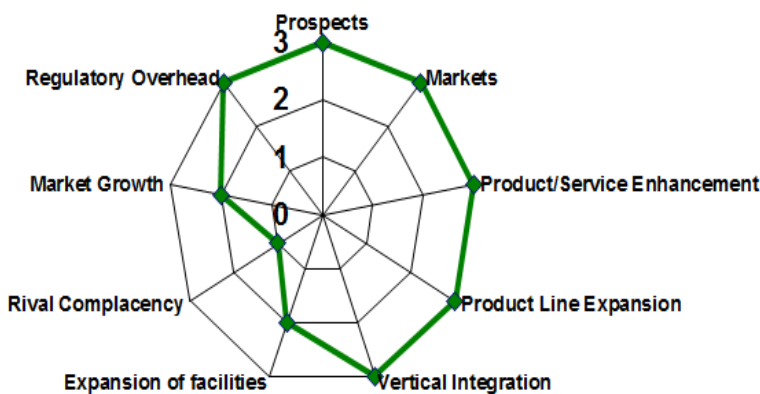 Prospects
3
Regulatory Overhead
Markets
2
1
Market Growth
Product/Service Enhancement
0
Rival Complacency
Product Line Expansion
Expansion of facilities
Vertical Integration